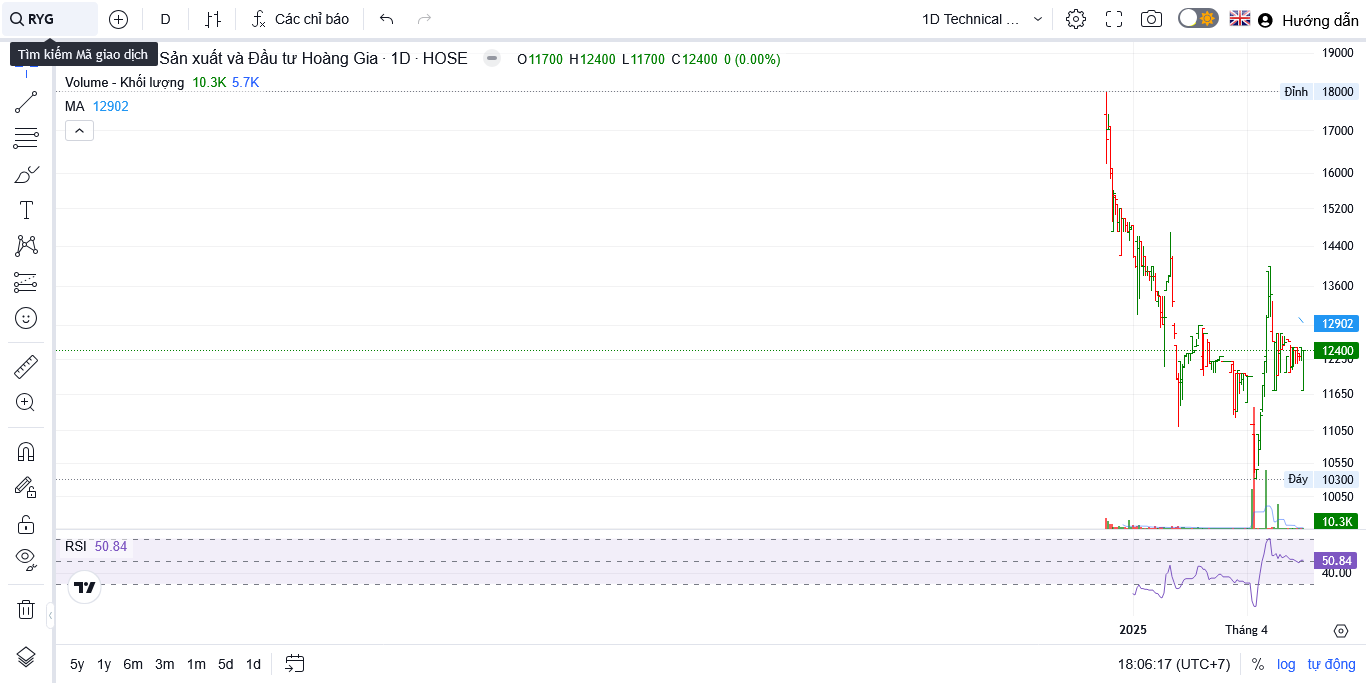 RYG
D
Các chỉ báo
1D Technical ...
Hướng dẫn
Tìm kiếm Mã giao dịch
Sản xuất và Đầu tư Hoàng Gia · 1D · HOSE
O11700 H12400 L11700 C12400 0 (0.00%)
Volume - Khối lượng 10.3K 5.7K
MA 12902
19000
Đỉnh 18000
17000
16000
15200
14400
13600
12902
12400
12250
11650
11050
10550
Đáy 10300
10050
10.3K
RSI 50.84
50.84
40.00
2025
Tháng 4
5y 1y 6m 3m 1m 5d 1d
18:06:17 (UTC+7)
% log tự động